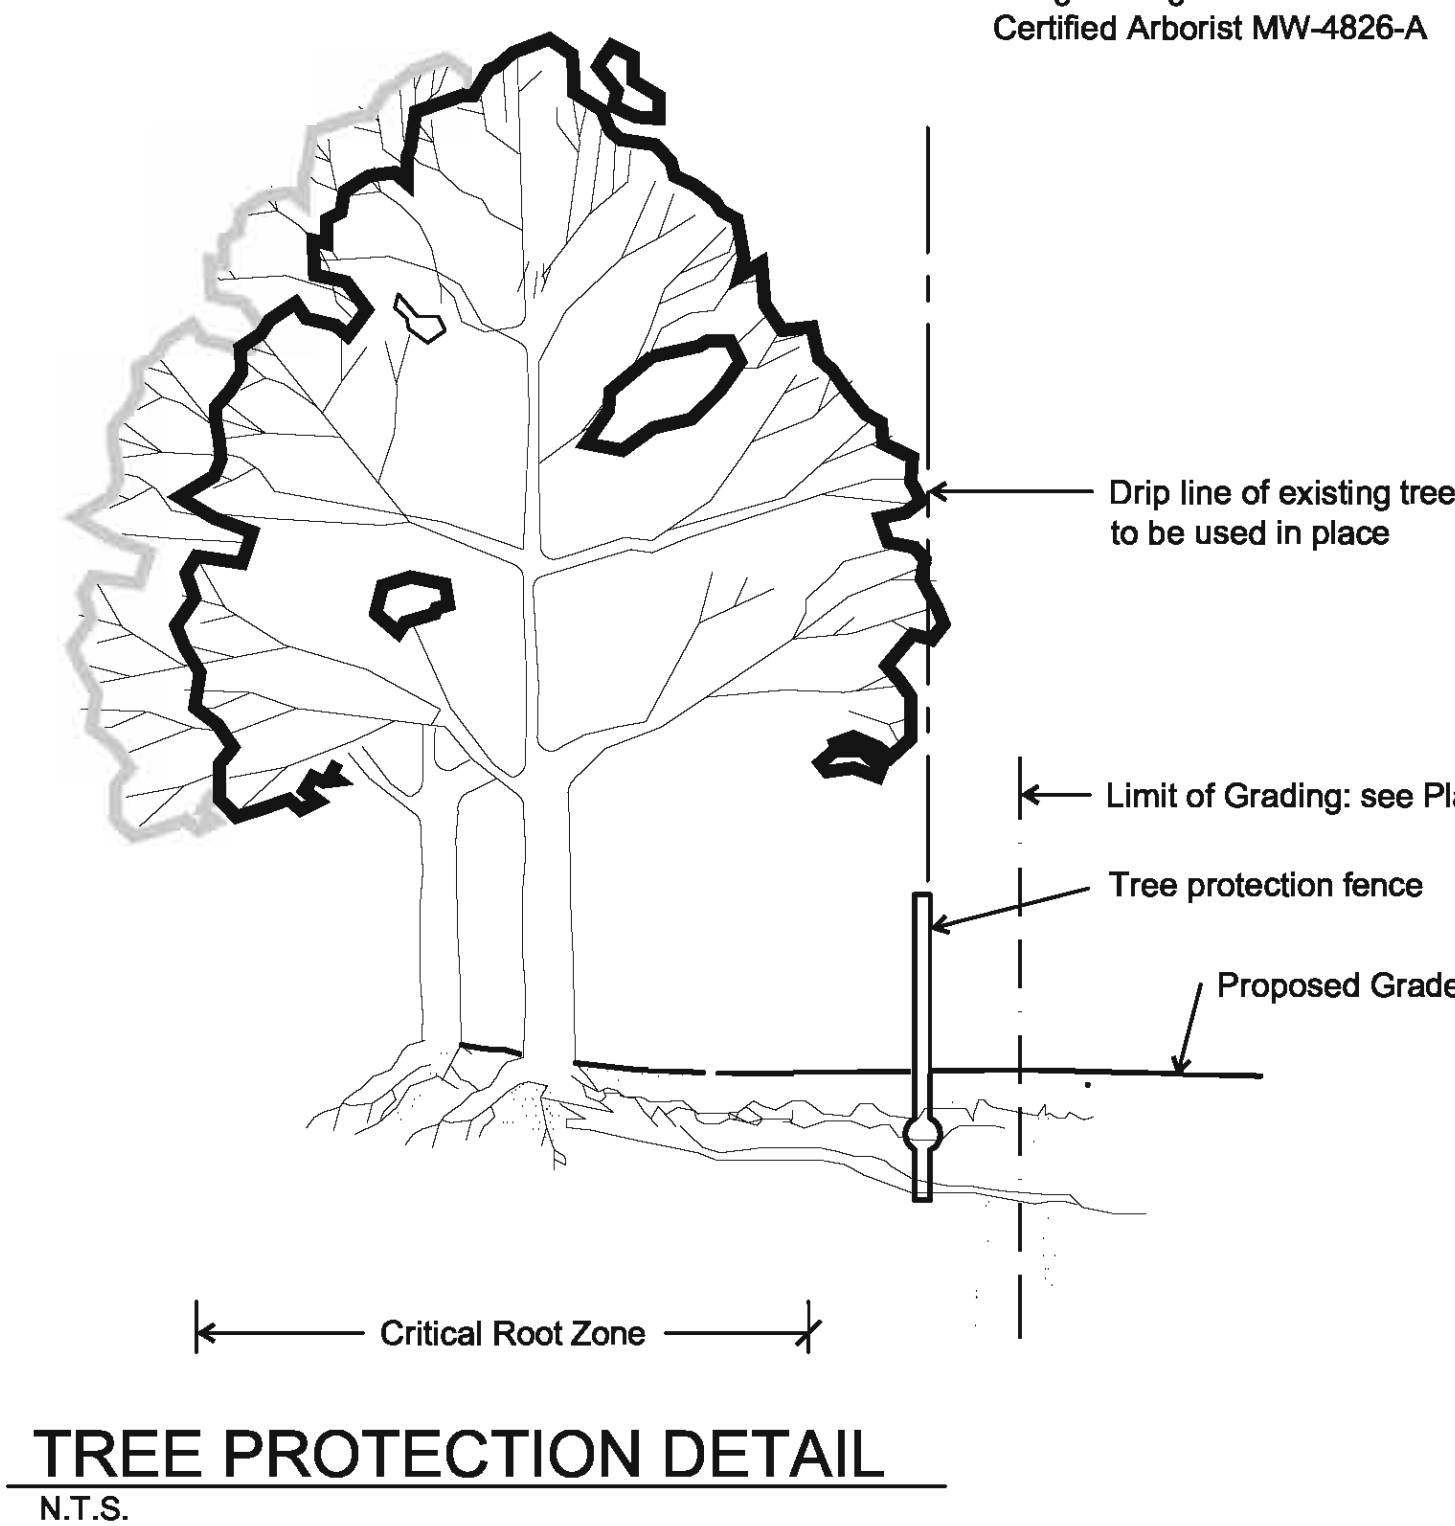 Certified Arborist MW-4826-A
Drip line of existing tree
to be used in place
Limit of Grading: see
Tree protection fence
Proposed Grade
Critical Root Zone
TREE PROTECTION DETAIL
N.T.S.